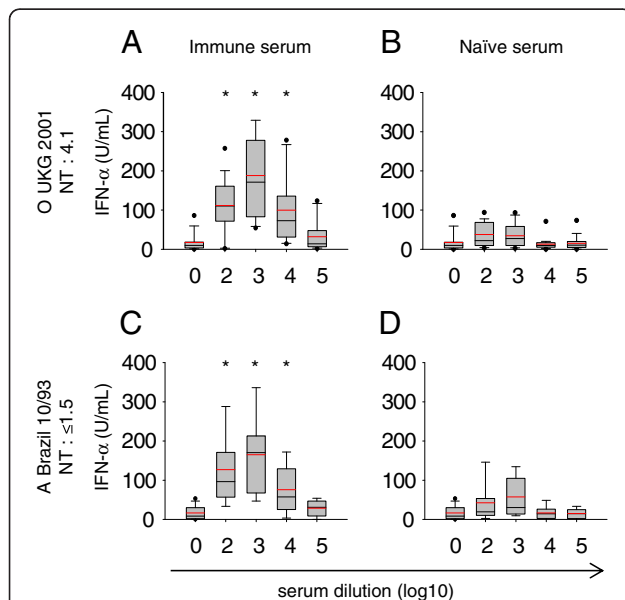 A Immune serum
B Naïve serum
O UKG 2001
NT : 4.1
IFN-α (U/mL)
400
300
200
100
0
* * *
0 2 3 4 5
400
300
200
100
0
0 2 3 4 5
C
D
A Brazil 10/93
NT : ≤1.5
IFN-α (U/mL)
400
300
200
100
0
* * *
0 2 3 4 5
400
300
200
100
0
0 2 3 4 5
serum dilution (log10)